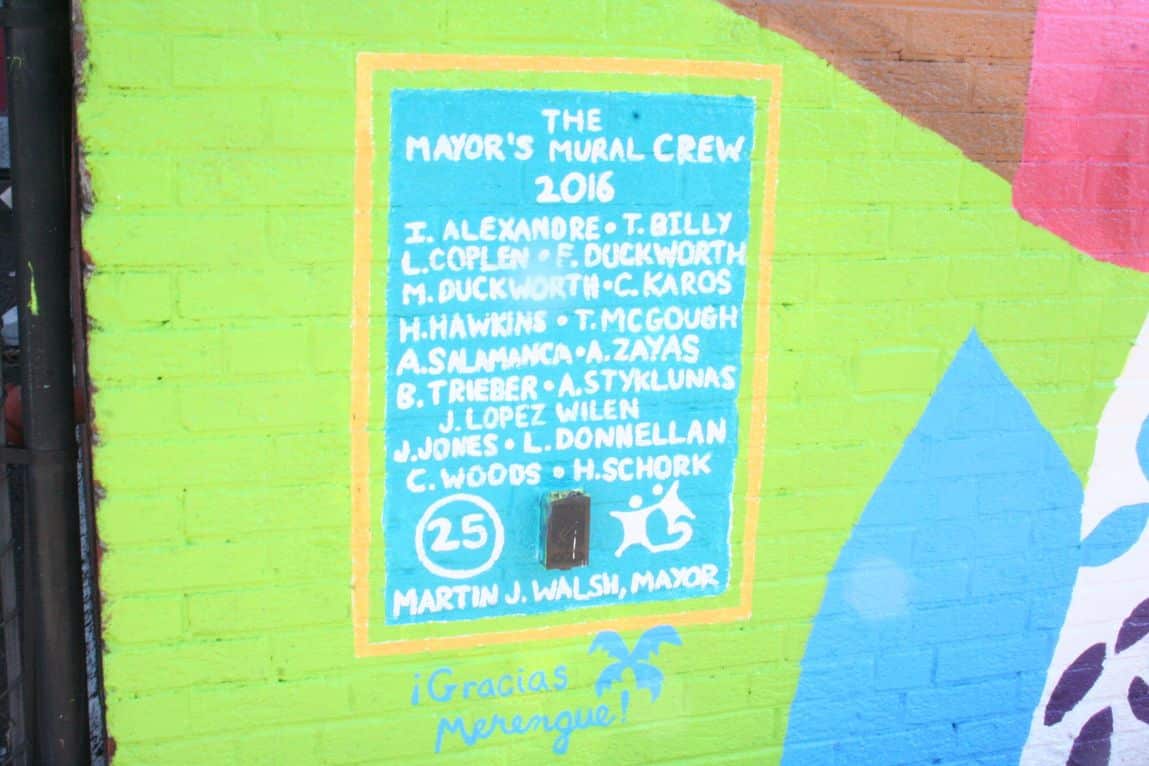 THE
MAYOR'S MURAL CREW
2016
I. ALEXANDRE • T. BILLY
L. COPLEN • F. DUCKWORTH
M. DUCKWORTH • C. KAROS
H. HAWKINS • T. MCGOUGH
A. SALAMANCA • A. ZAYAS
B. TRIEBER • A. STYKLUNAS
J. LOPEZ WILEN
J. JONES • L. DONNELLAN
C. WOODS • H. SCHORK
25
MARTIN J. WALSH, MAYOR
¡Gracias
Merengue!